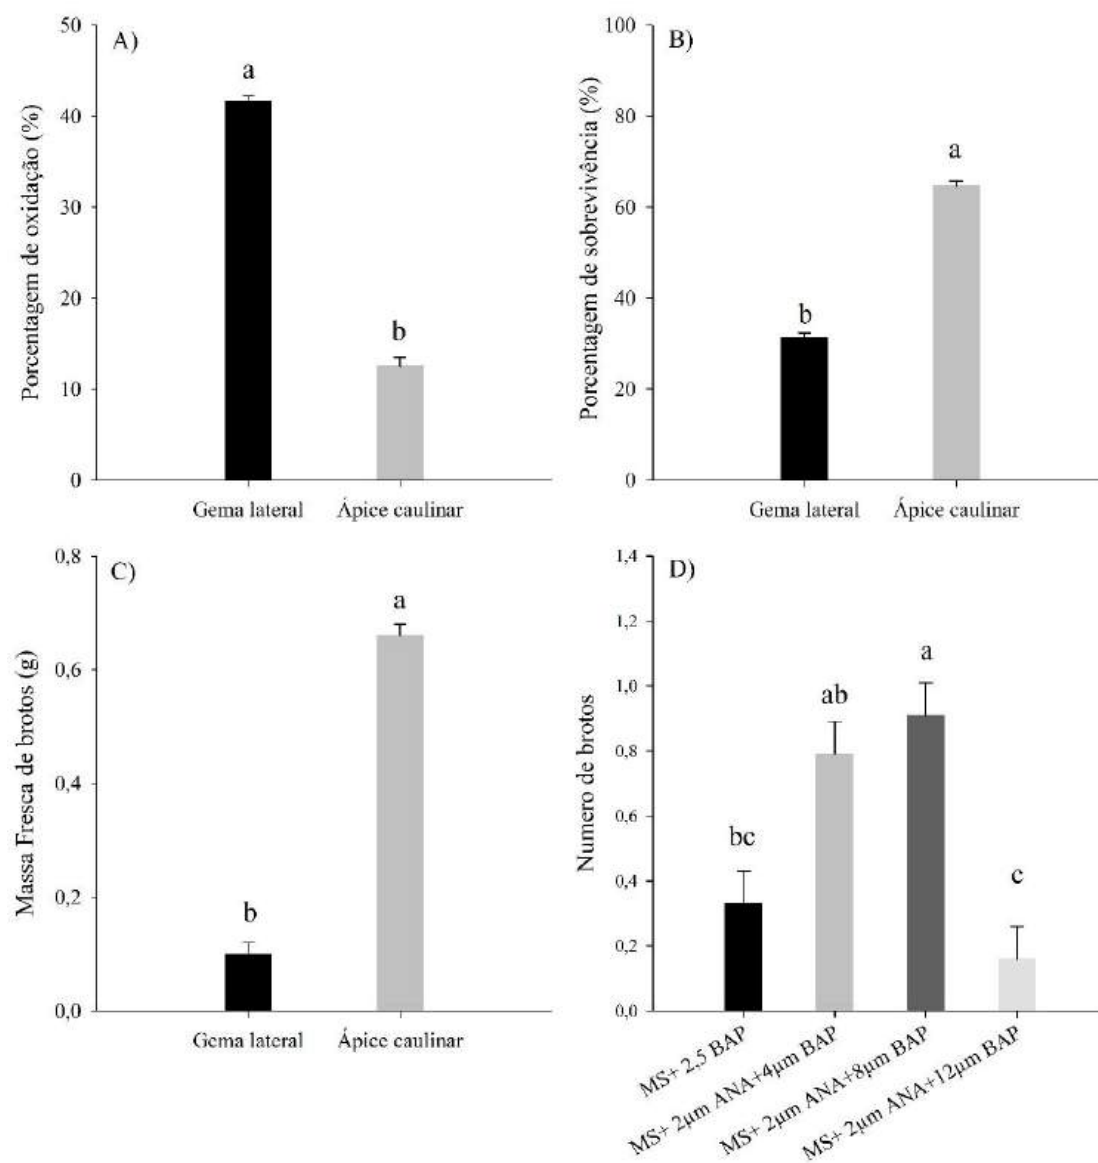 A)
Porcentagem de oxidação (%)
50
40
30
20
10
0
a
b
Gema lateral
Ápice caulinar
B)
Porcentagem de sobrevivência (%)
100
80
60
40
20
0
b
a
Gema lateral
Ápice caulinar
C)
Massa Fresca de brotos (g)
0,8
0,6
0,4
0,2
0,0
b
a
Gema lateral
Ápice caulinar
D)
Numero de brotos
1,4
1,2
1,0
0,8
0,6
0,4
0,2
0,0
bc
ab
a
c
MS+ 2,5 BAP
MS+ 2µm ANA+4µm BAP
MS+ 2µm ANA+8µm BAP
MS+ 2µm ANA+12µm BAP